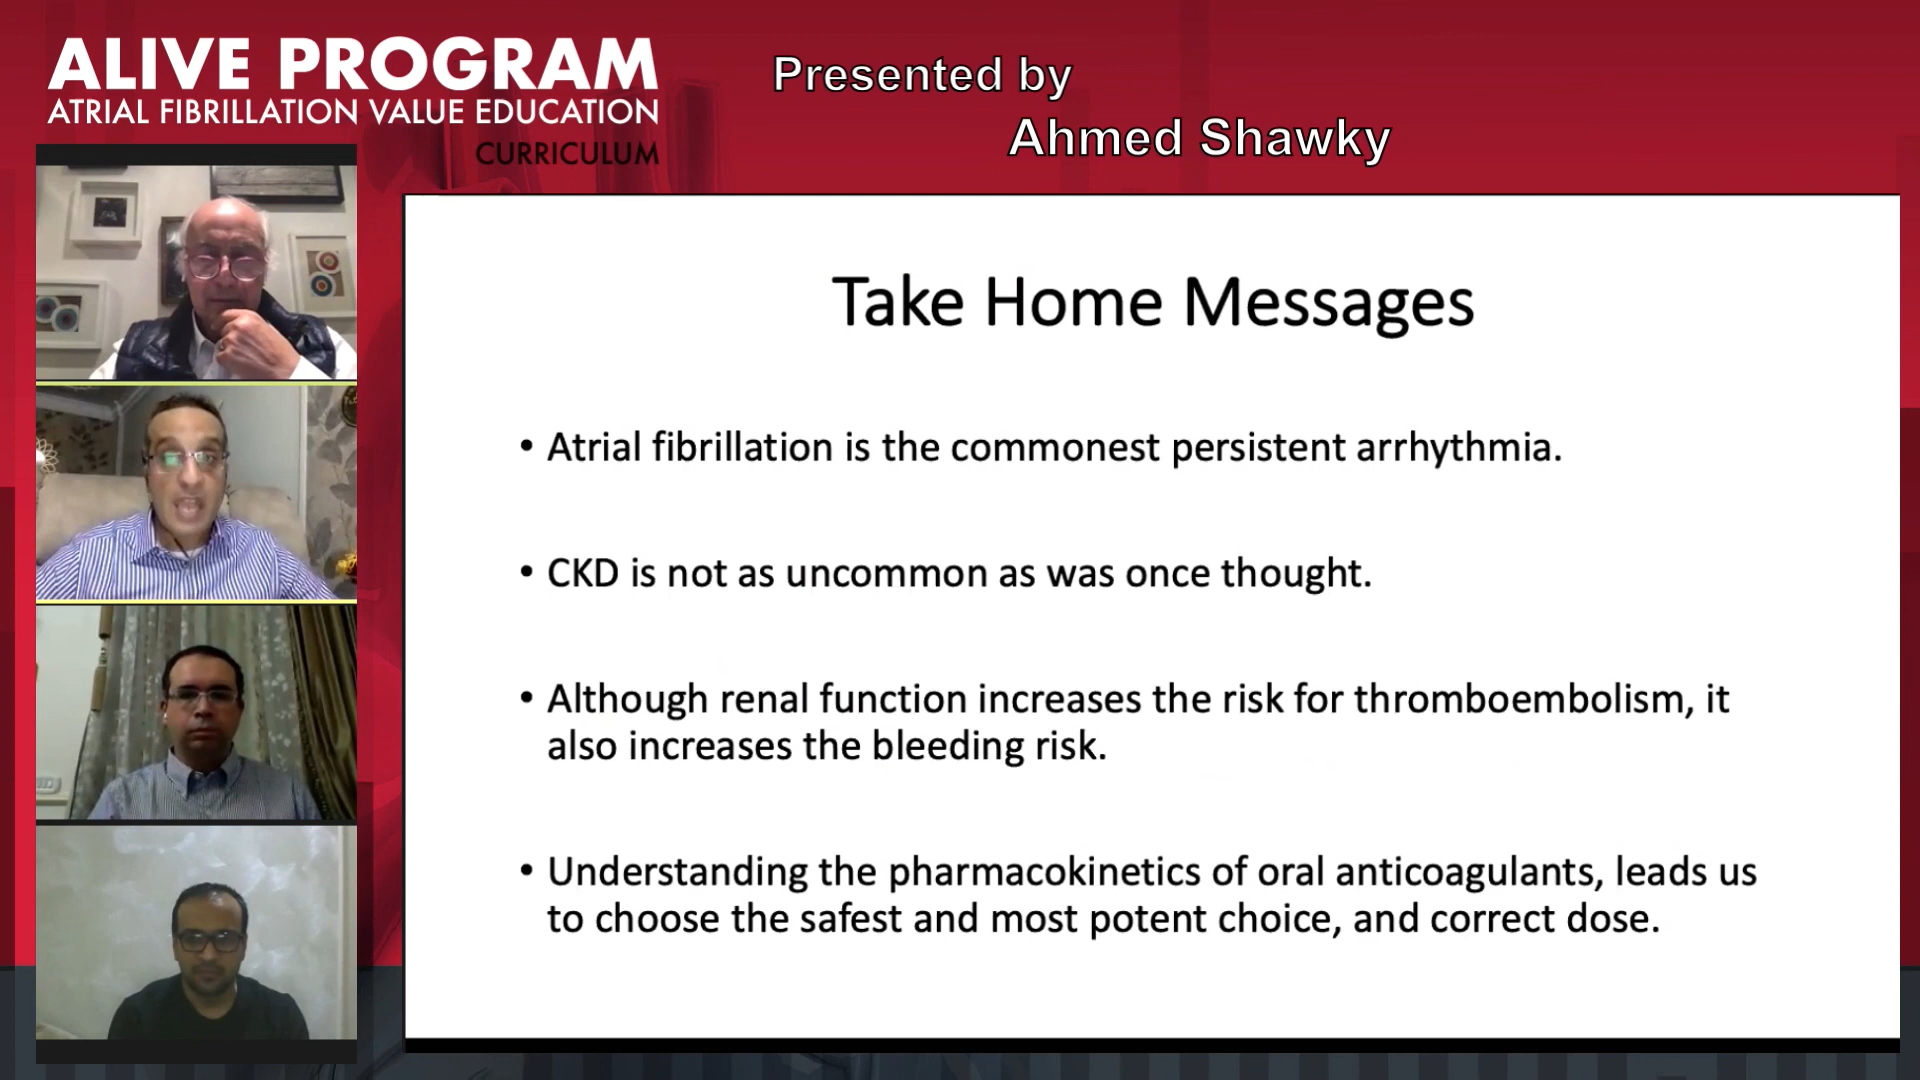 ALIVE PROGRAM
ATRIAL FIBRILLATION VALUE EDUCATION
CURRICULUM
Presented by
Ahmed Shawky
Take Home Messages
• Atrial fibrillation is the commonest persistent arrhythmia.
• CKD is not as uncommon as was once thought.
• Although renal function increases the risk for thromboembolism, it
also increases the bleeding risk.
• Understanding the pharmacokinetics of oral anticoagulants, leads us
to choose the safest and most potent choice, and correct dose.